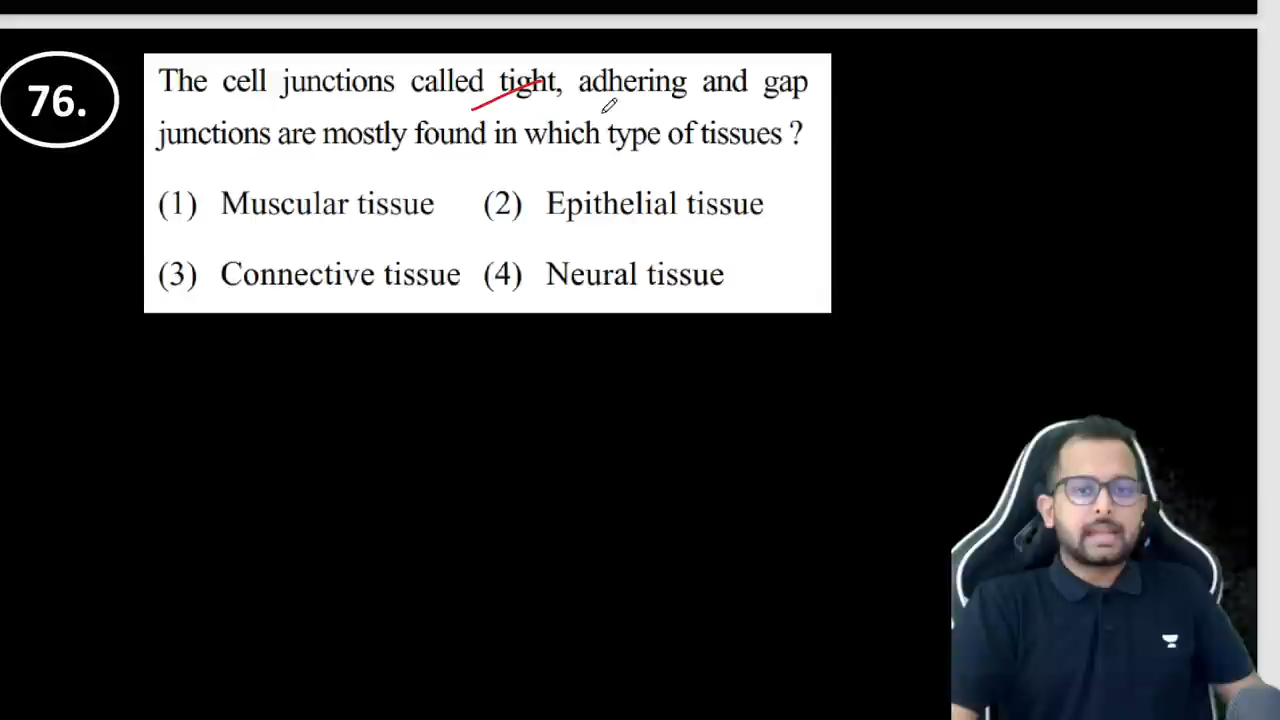 76.
The cell junctions called tight, adhering and gap
junctions are mostly found in which type of tissues ?
(1) Muscular tissue (2) Epithelial tissue
(3) Connective tissue (4) Neural tissue